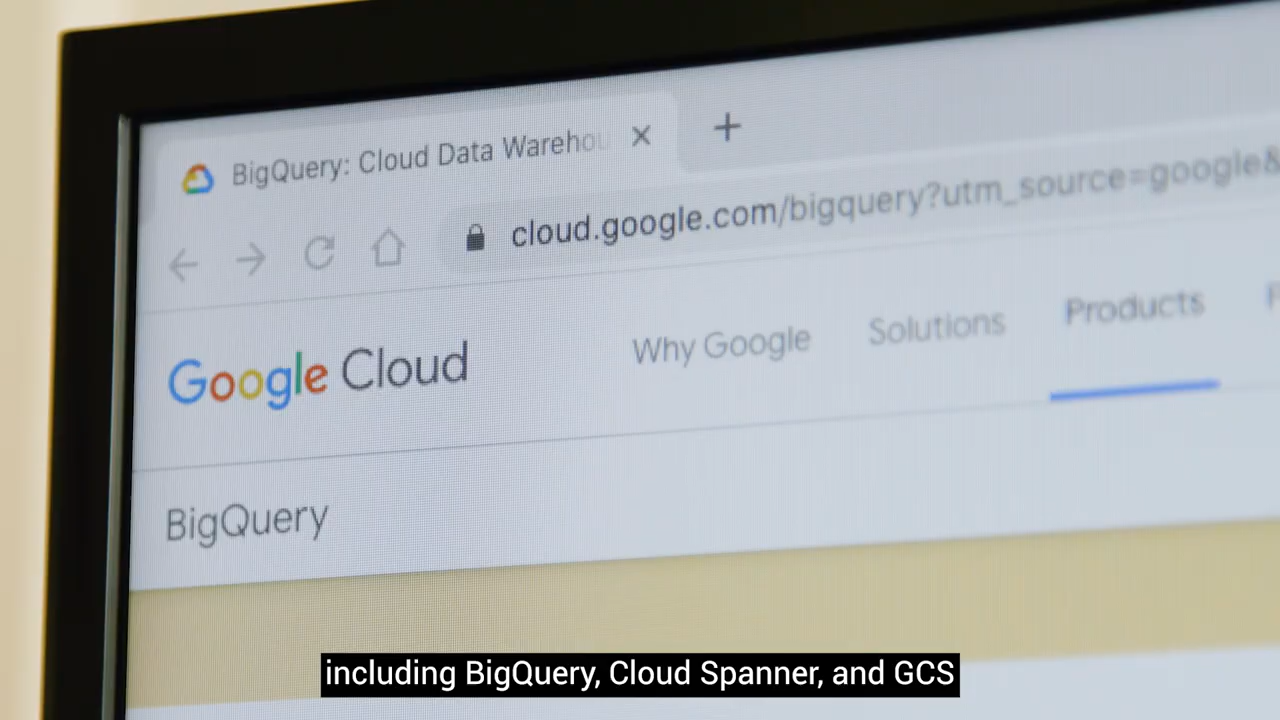 BigQuery: Cloud Data Wareho
cloud.google.com/bigquery?utm_source=google&
Google Cloud
Why Google
Solutions
Products
BigQuery
including BigQuery, Cloud Spanner, and GCS